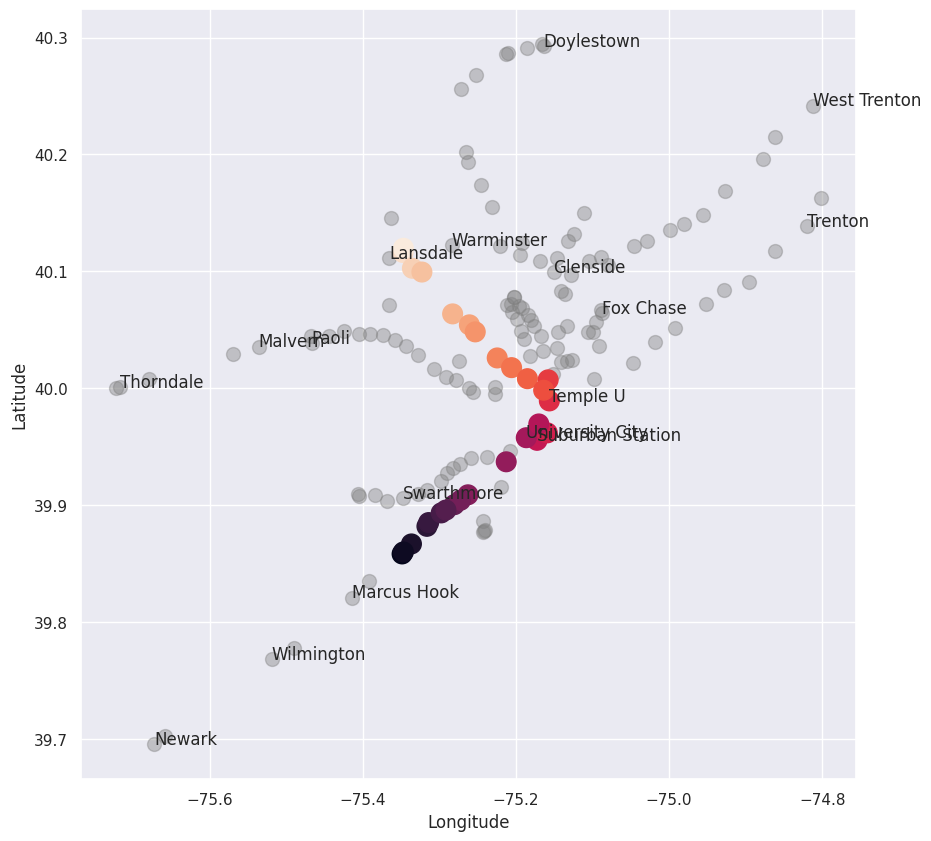 40.3
Doylestown
West Trenton
40.2
Trenton
Warminster
40.1
Lansdale
Glenside
Fox Chase
Malvern
Paoli
40.0
Thorndale
Temple U
University City
Suburban Station
39.9
Swarthmore
Marcus Hook
39.8
Wilmington
39.7
Newark
−75.6
−75.4
−75.2
−75.0
−74.8
Longitude
Latitude